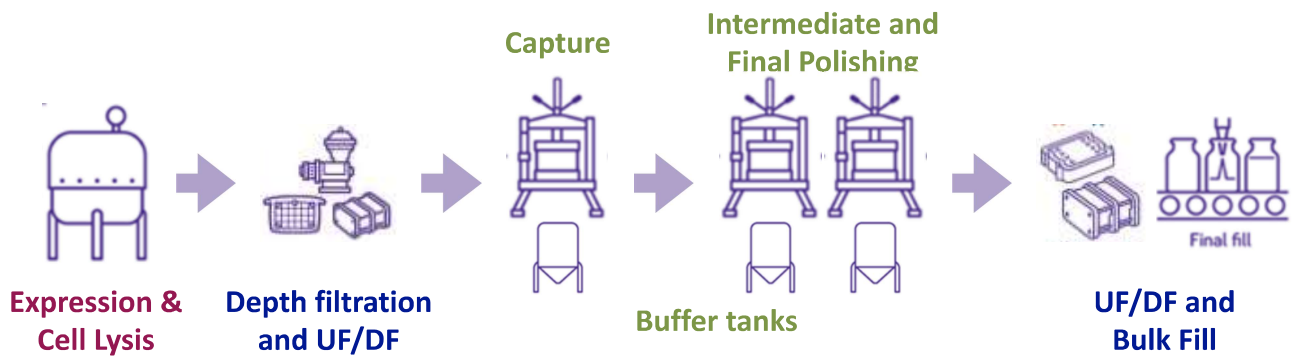 Capture
Intermediate and
Final Polishing
Final fill
Expression &
Cell Lysis
Depth filtration
and UF/DF
Buffer tanks
UF/DF and
Bulk Fill